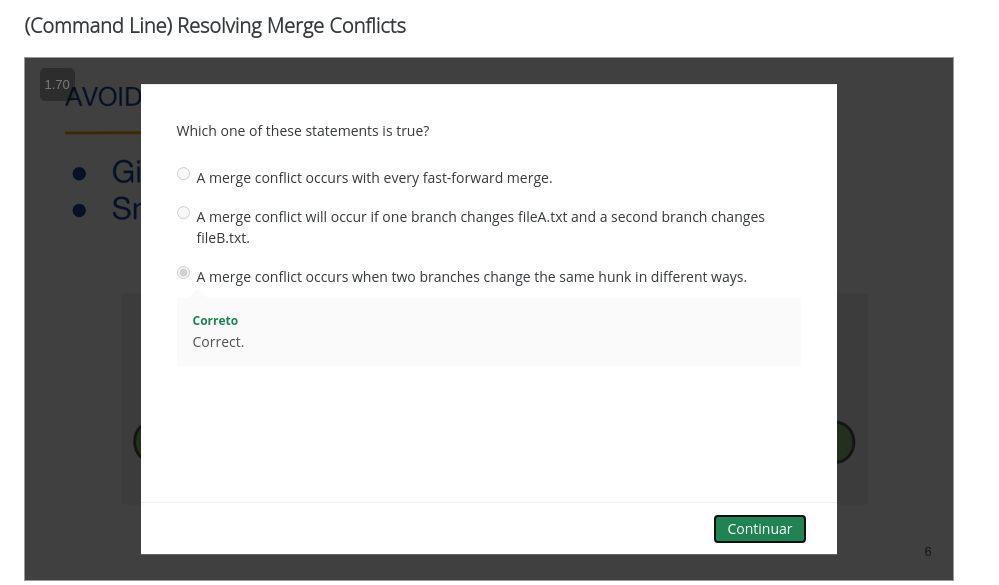 (Command Line) Resolving Merge Conflicts
1.70
AVOID
Which one of these statements is true?
Gi
A merge conflict occurs with every fast-forward merge.
A merge conflict will occur if one branch changes fileA.txt and a second branch changes
fileB.txt.
A merge conflict occurs when two branches change the same hunk in different ways.
Correto
Correct.
Continuar
6